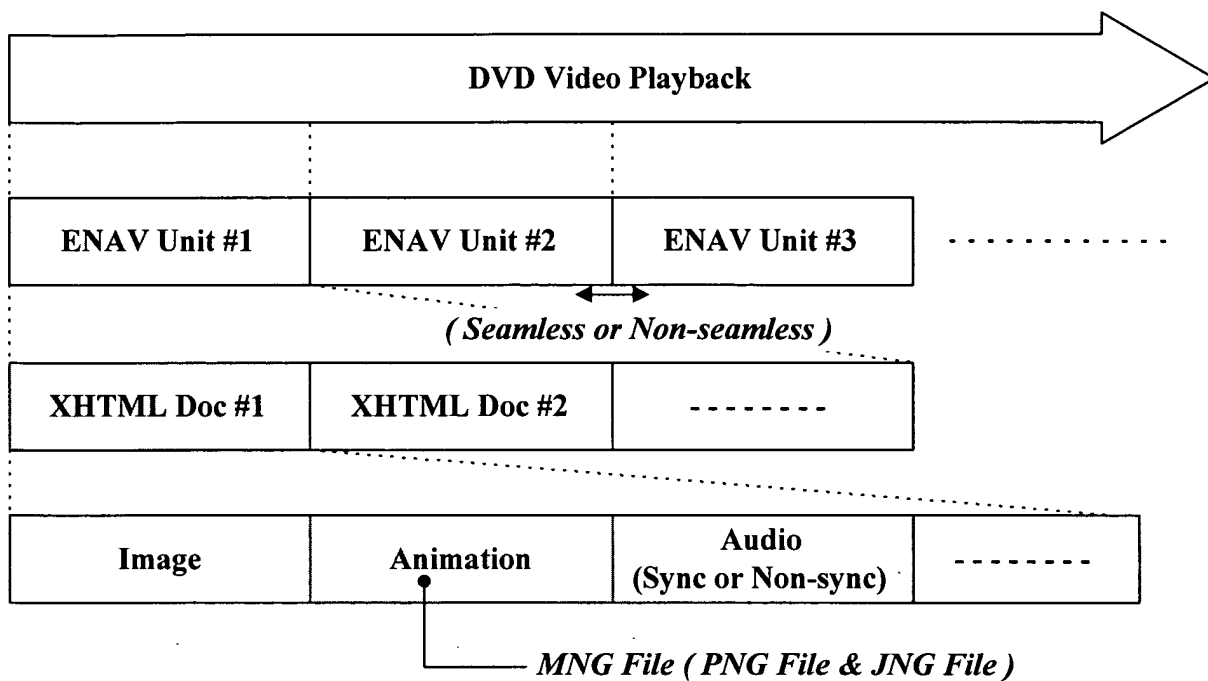 DVD Video Playback
ENAV Unit #1
ENAV Unit #2
ENAV Unit #3
( Seamless or Non-seamless )
XHTML Doc #1
XHTML Doc #2
Image
Animation
Audio
(Sync or Non-sync)
MNG File ( PNG File & JNG File )